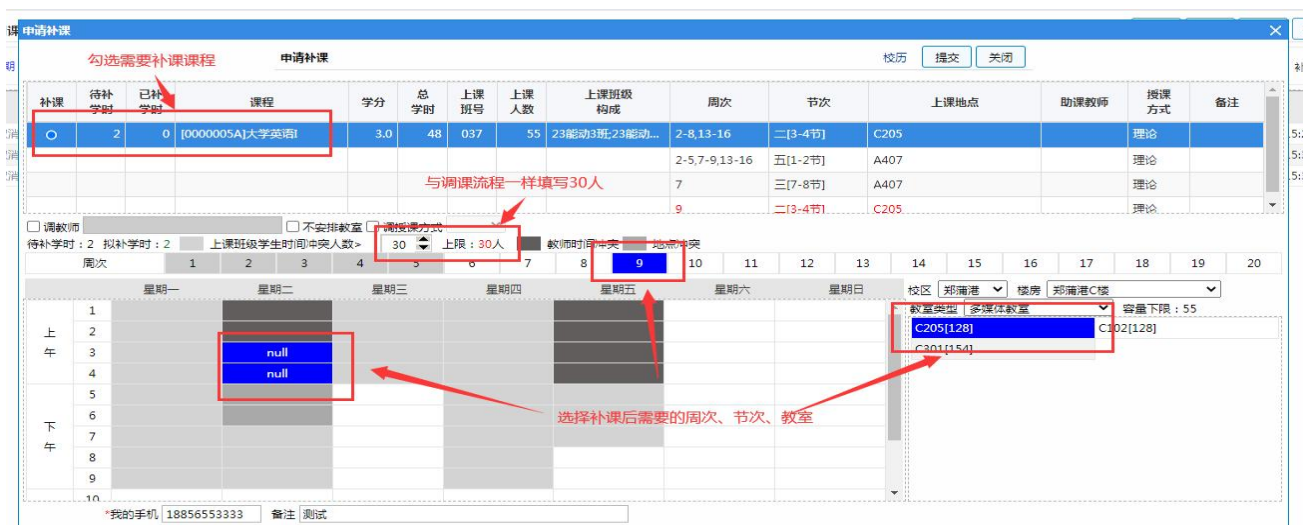 课 申请补课
期 勾选需要补课课程 申请补课 校历 提交 关闭 补
补课 待补学时 已补学时 课程 学分 总学时 上课班号 上课人数 上课班级构成 周次 节次 上课地点 助课教师 授课方式 备注
2 0 [0000005A]大学英语I 3.0 48 037 55 23能动3班;23能动... 2-8,13-16 二[3-4节] C205 理论
2-5,7-9,13-16 五[1-2节] A407 理论
与调课流程一样填写30人 7 三[7-8节] A407 理论
9 二[3-4节] C205 理论
调教师 不安排教室 调授课方式
待补学时：2 拟补学时：2 上课班级学生时间冲突人数> 30 上限：30人 教师时间冲突 地点冲突
周次 1 2 3 4 5 6 7 8 9 10 11 12 13 14 15 16 17 18 19 20
星期一 星期二 星期三 星期四 星期五 星期六 星期日 校区 郑蒲港 楼房 郑蒲港C楼
教室类型 多媒体教室 容量下限：55
上午 1 2 3 4
null
null
C205[128] C102[128]
C301[154]
下午 5 6 7 8 9
选择补课后需要的周次、节次、教室
10
*我的手机 18856553333 备注 测试